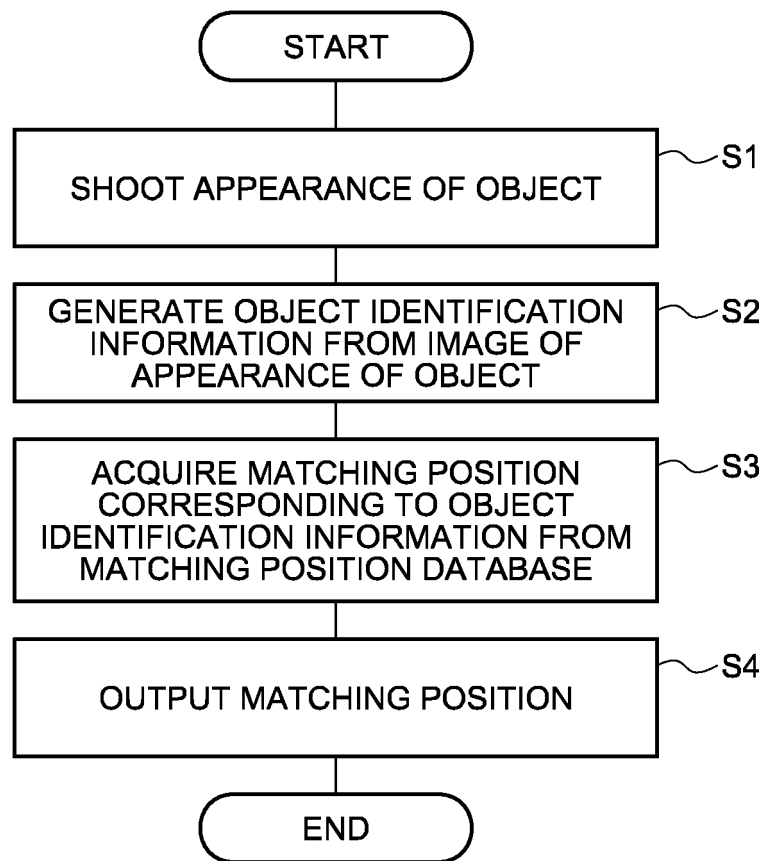 START
SHOOT APPEARANCE OF OBJECT
S1
GENERATE OBJECT IDENTIFICATION
INFORMATION FROM IMAGE OF
APPEARANCE OF OBJECT
S2
ACQUIRE MATCHING POSITION
CORRESPONDING TO OBJECT
IDENTIFICATION INFORMATION FROM
MATCHING POSITION DATABASE
S3
OUTPUT MATCHING POSITION
S4
END